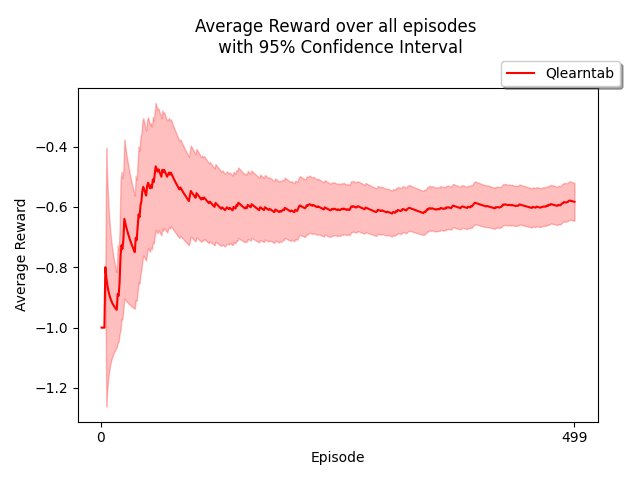 Average Reward over all episodes
with 95% Confidence Interval
Qlearntab
Average Reward
−0.4
−0.6
−0.8
−1.0
−1.2
0
499
Episode